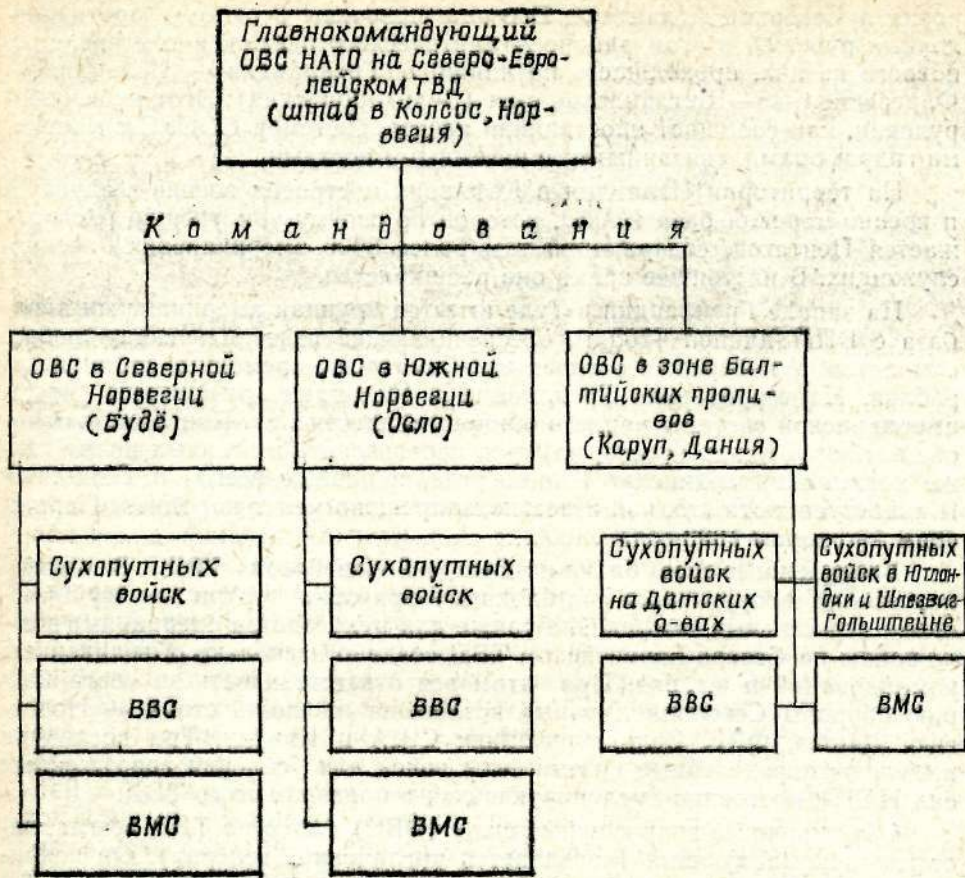 Главнокомандующий
ОВС НАТО на Северо-Евро-
пейском ТВД
(штаб в Колсос, Нор-
вегия)
Командования
ОВС в Северной
Норвегии
(Будё)
ОВС в Южной
Норвегии
(Осло)
ОВС в зоне Бал-
тийских проли-
вов
(Каруп, Дания)
Сухопутных
войск
Сухопутных
войск
Сухопутных
войск
на Датских
о-вах
Сухопутных
войск в Ютлан-
дии и Шлезвиг-
Гольштейне
ВВС
ВВС
ВВС
ВМС
ВМС
ВМС